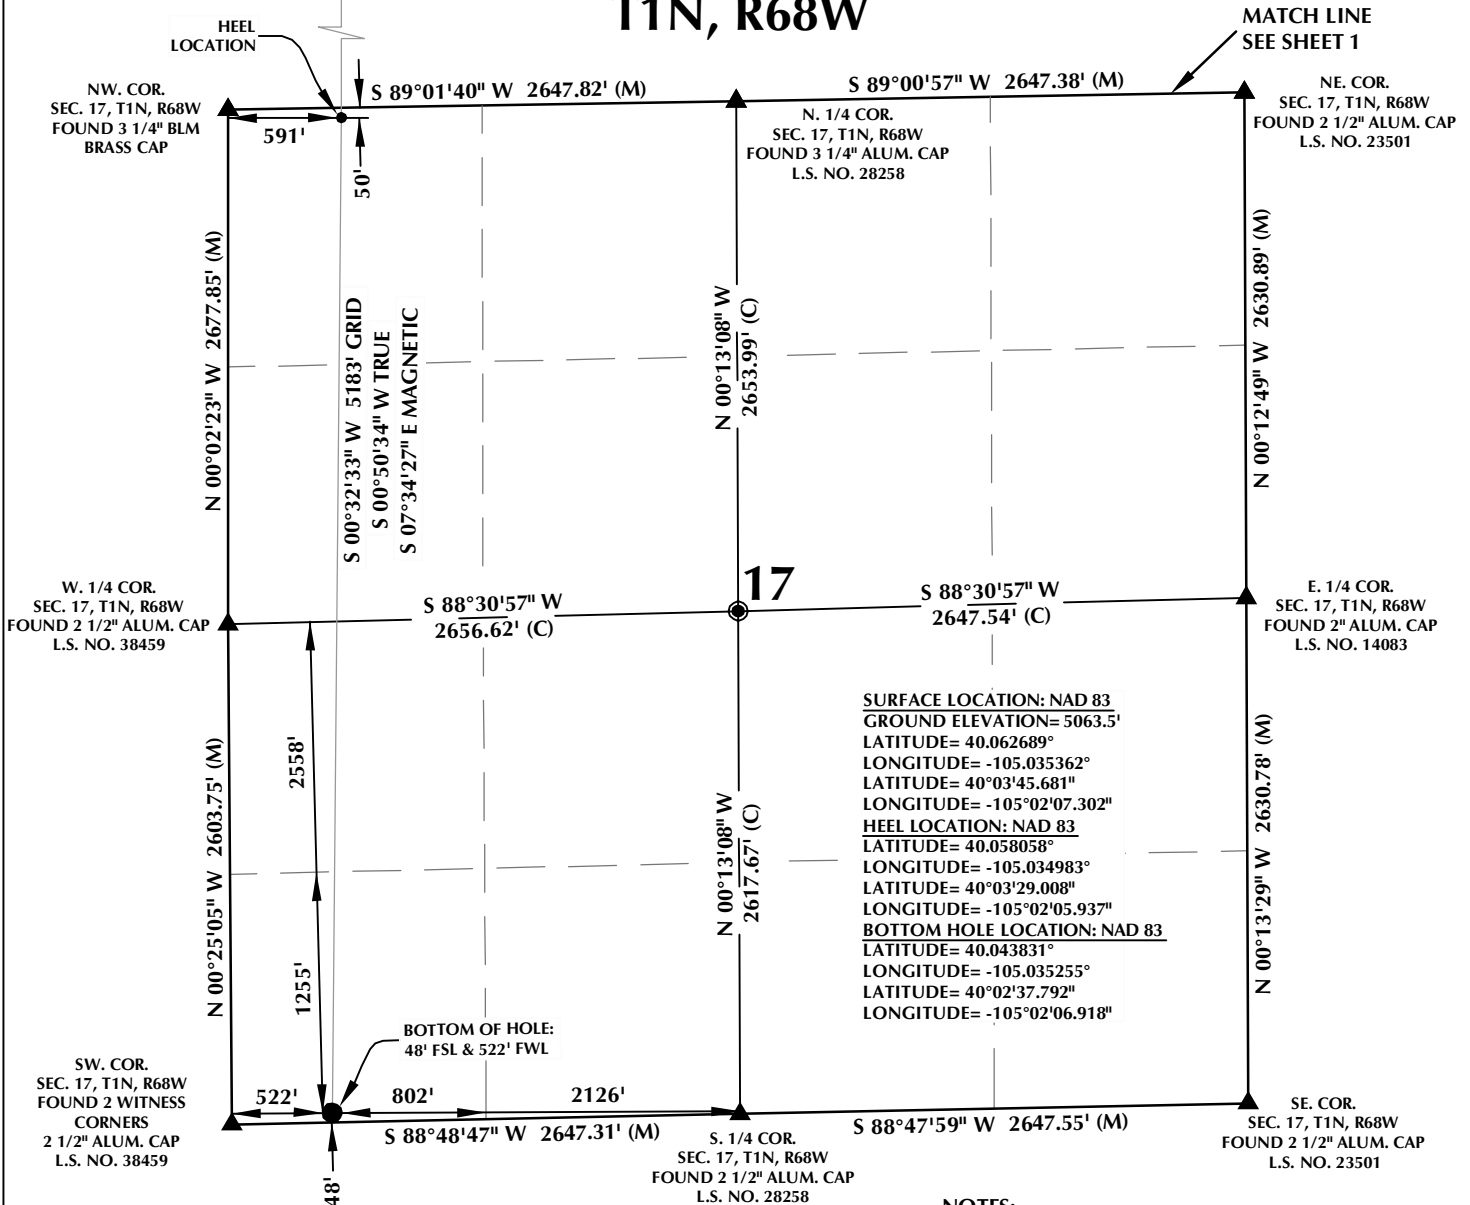 T1N, R68W
MATCH LINE
SEE SHEET 1
HEEL
LOCATION
NW. COR.
SEC. 17, T1N, R68W
FOUND 3 1/4" BLM
BRASS CAP
S 89°01'40" W 2647.82' (M)
S 89°00'57" W 2647.38' (M)
NE. COR.
SEC. 17, T1N, R68W
FOUND 2 1/2" ALUM. CAP
L.S. NO. 23501
591'
50'
N. 1/4 COR.
SEC. 17, T1N, R68W
FOUND 3 1/4" ALUM. CAP
L.S. NO. 28258
N 00°02'23" W 2677.85' (M)
S 00°32'33" W 5183' GRID
S 00°50'34" W TRUE
S 07°34'27" E MAGNETIC
N 00°13'08" W
2653.99' (C)
N 00°12'49" W 2630.89' (M)
W. 1/4 COR.
SEC. 17, T1N, R68W
FOUND 2 1/2" ALUM. CAP
L.S. NO. 38459
S 88°30'57" W
2656.62' (C)
17
S 88°30'57" W
2647.54' (C)
E. 1/4 COR.
SEC. 17, T1N, R68W
FOUND 2" ALUM. CAP
L.S. NO. 14083
N 00°25'05" W 2603.75' (M)
2558'
1255'
N 00°13'08" W
2617.67' (C)
SURFACE LOCATION: NAD 83
GROUND ELEVATION= 5063.5'
LATITUDE= 40.062689°
LONGITUDE= -105.035362°
LATITUDE= 40°03'45.681"
LONGITUDE= -105°02'07.302"
HEEL LOCATION: NAD 83
LATITUDE= 40.058058°
LONGITUDE= -105.034983°
LATITUDE= 40°03'29.008"
LONGITUDE= -105°02'05.937"
BOTTOM HOLE LOCATION: NAD 83
LATITUDE= 40.043831°
LONGITUDE= -105.035255°
LATITUDE= 40°02'37.792"
LONGITUDE= -105°02'06.918"
N 00°13'29" W 2630.78' (M)
BOTTOM OF HOLE:
48' FSL & 522' FWL
SW. COR.
SEC. 17, T1N, R68W
FOUND 2 WITNESS
CORNERS
2 1/2" ALUM. CAP
L.S. NO. 38459
522'
802'
2126'
S 88°48'47" W 2647.31' (M)
S 88°47'59" W 2647.55' (M)
48'
S. 1/4 COR.
SEC. 17, T1N, R68W
FOUND 2 1/2" ALUM. CAP
L.S. NO. 28258
SE. COR.
SEC. 17, T1N, R68W
FOUND 2 1/2" ALUM. CAP
L.S. NO. 23501
NOTES: